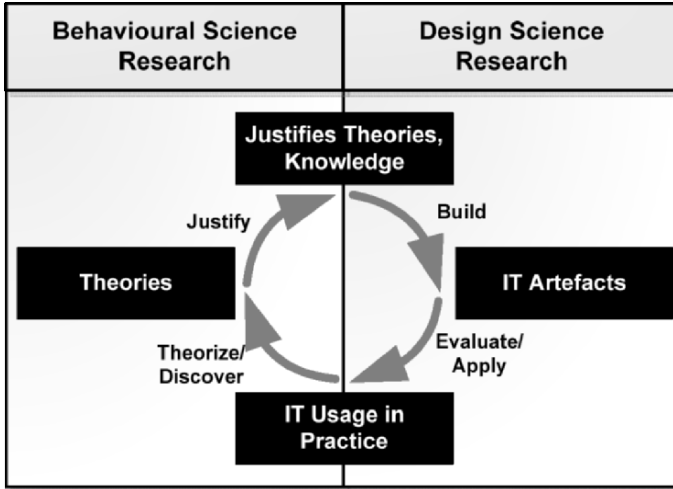 Behavioural Science
Research
Design Science
Research
Justifies Theories,
Knowledge
Justify
Build
Theories
IT Artefacts
Theorize/
Discover
Evaluate/
Apply
IT Usage in
Practice